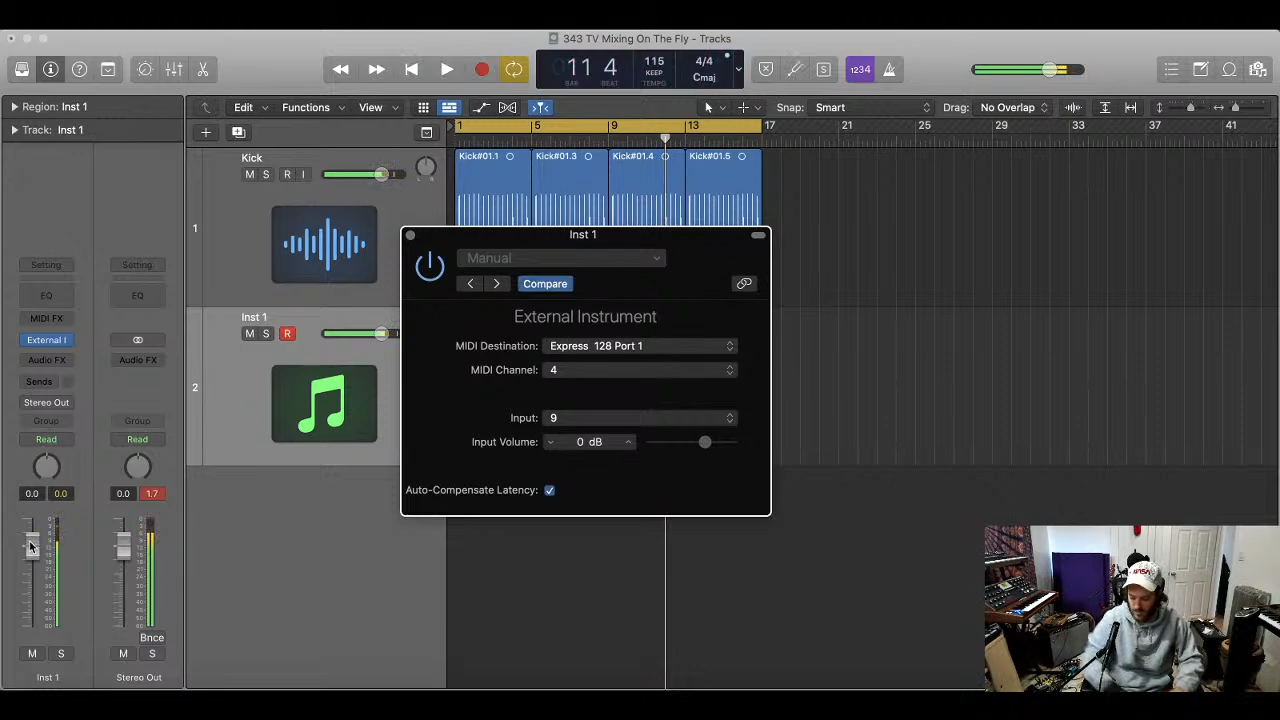 343 TV Mixing On The Fly - Tracks
011 4
BAR BEAT
115
KEEP
TEMPO
4/4
Cmaj
1234
Region: Inst 1
Track: Inst 1
Edit
Functions
View
Snap: Smart
Drag: No Overlap
1 5 9 13 17 21 25 29 33 37 41
Kick
M S R I
L R
1
Kick#01.1
Kick#01.3
Kick#01.4
Kick#01.5
Inst 1
M S R
2
Inst 1
Manual
Compare
External Instrument
MIDI Destination: Express 128 Port 1
MIDI Channel: 4
Input: 9
Input Volume: 0 dB
Auto-Compensate Latency:
Setting Setting
EQ EQ
MIDI FX
External I
Audio FX Audio FX
Sends
Stereo Out
Group Group
Read Read
0.0 0.0 0.0 1.7
Bnce
M S M S
Inst 1 Stereo Out